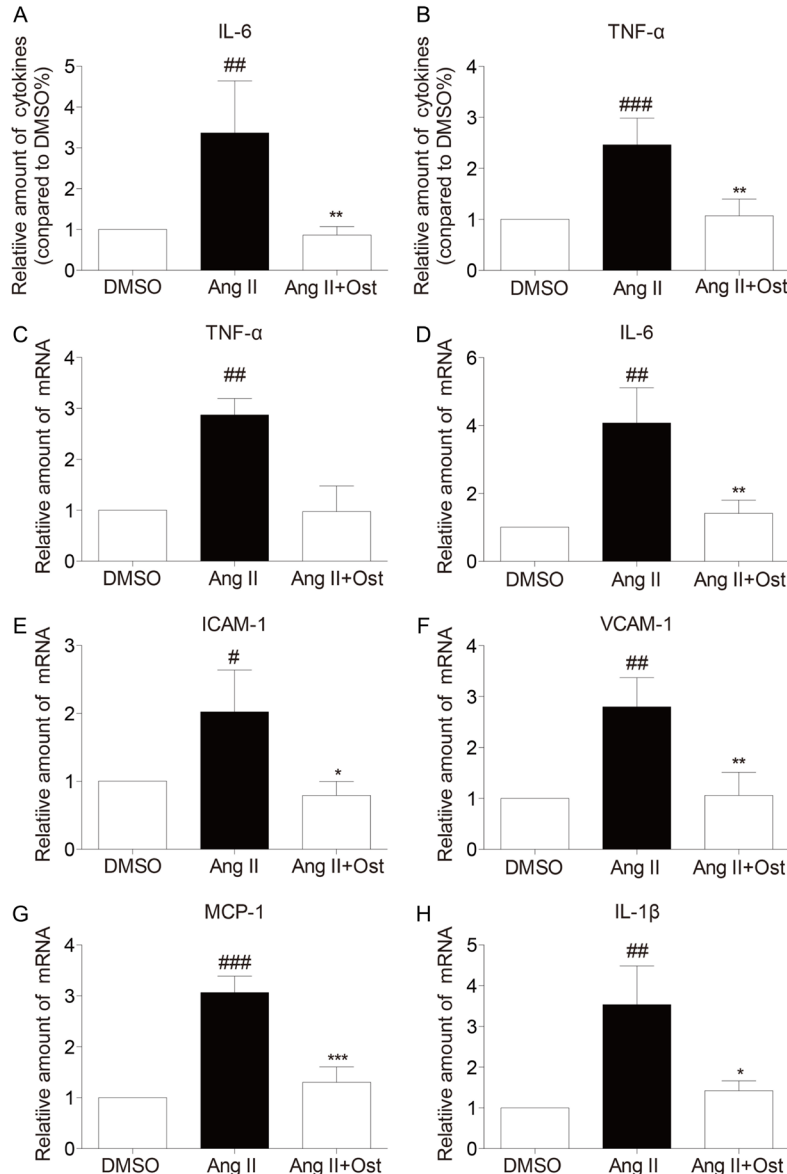 A
IL-6
Relatiive amount of cytokines
(conpared to DMSO%)
5
4
3
2
1
0
##
**
DMSO
Ang II
Ang II+Ost
B
TNF-α
Relatiive amount of cytokines
(conpared to DMSO%)
4
3
2
1
0
###
**
DMSO
Ang II
Ang II+Ost
C
TNF-α
Relatiive amount of mRNA
4
3
2
1
0
##
DMSO
Ang II
Ang II+Ost
D
IL-6
Relatiive amount of mRNA
6
4
2
0
##
**
DMSO
Ang II
Ang II+Ost
E
ICAM-1
Relatiive amount of mRNA
3
2
1
0
#
*
DMSO
Ang II
Ang II+Ost
F
VCAM-1
Relatiive amount of mRNA
4
3
2
1
0
##
**
DMSO
Ang II
Ang II+Ost
G
MCP-1
Relatiive amount of mRNA
4
3
2
1
0
###
***
DMSO
Ang II
Ang II+Ost
H
IL-1β
Relatiive amount of mRNA
5
4
3
2
1
0
##
*
DMSO
Ang II
Ang II+Ost